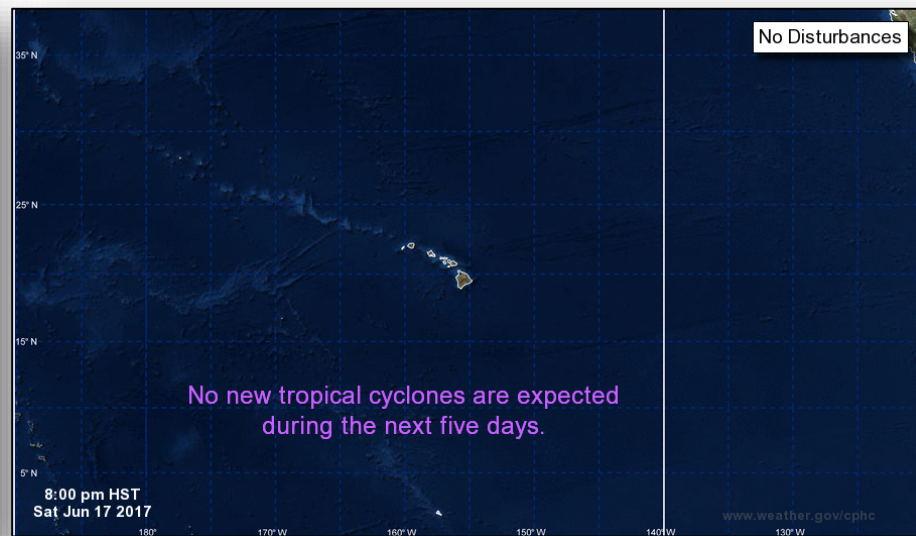 No Disturbances
35° N
25° N
15° N
No new tropical cyclones are expected
during the next five days.
5° N
8:00 pm HST
Sat Jun 17 2017
www.weather.gov/cphc
180°
170° W
160° W
150° W
140° W
130° W